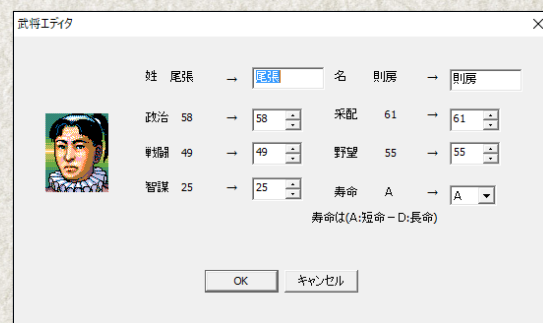 武将エディタ
姓 尾張 → 尾張 名 則房 → 則房
政治 58 → 58 采配 61 → 61
戦闘 49 → 49 野望 55 → 55
智謀 25 → 25 寿命 A → A
寿命は(A:短命－D:長命)
OK キャンセル